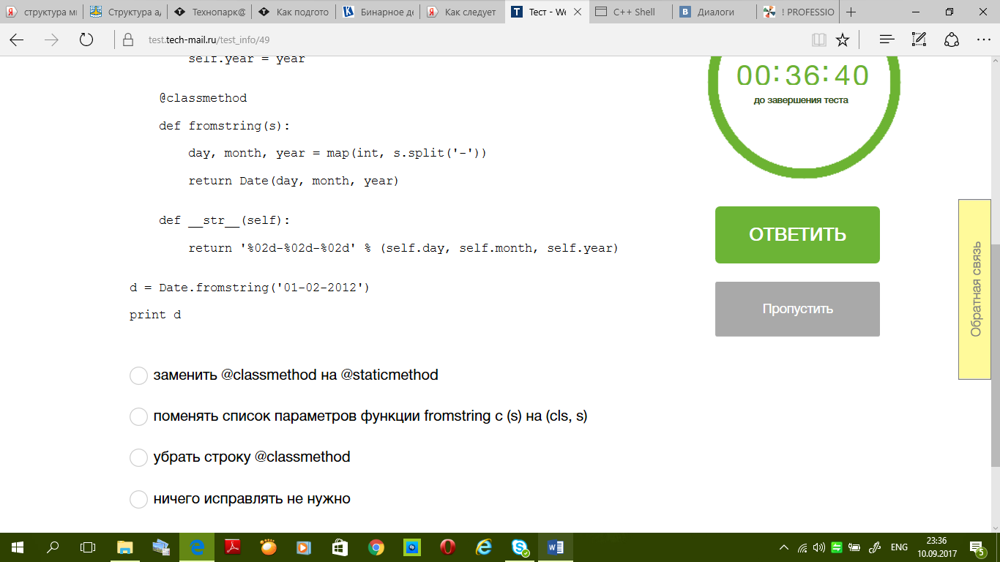 структура мі
Структура ад
Технопарк@
Как подгото
Бинарное де
Как следует
Тест - We
C++ Shell
Диалоги
! PROFESSIO
test.tech-mail.ru/test_info/49
self.year = year
@classmethod
def fromstring(s):
day, month, year = map(int, s.split('-'))
return Date(day, month, year)
def __str__(self):
return '%02d-%02d-%02d' % (self.day, self.month, self.year)
d = Date.fromstring('01-02-2012')
print d
00:36:40
до завершения теста
ОТВЕТИТЬ
Пропустить
Обратная связь
заменить @classmethod на @staticmethod
поменять список параметров функции fromstring с (s) на (cls, s)
убрать строку @classmethod
ничего исправлять не нужно
ENG
23:36
10.09.2017
5